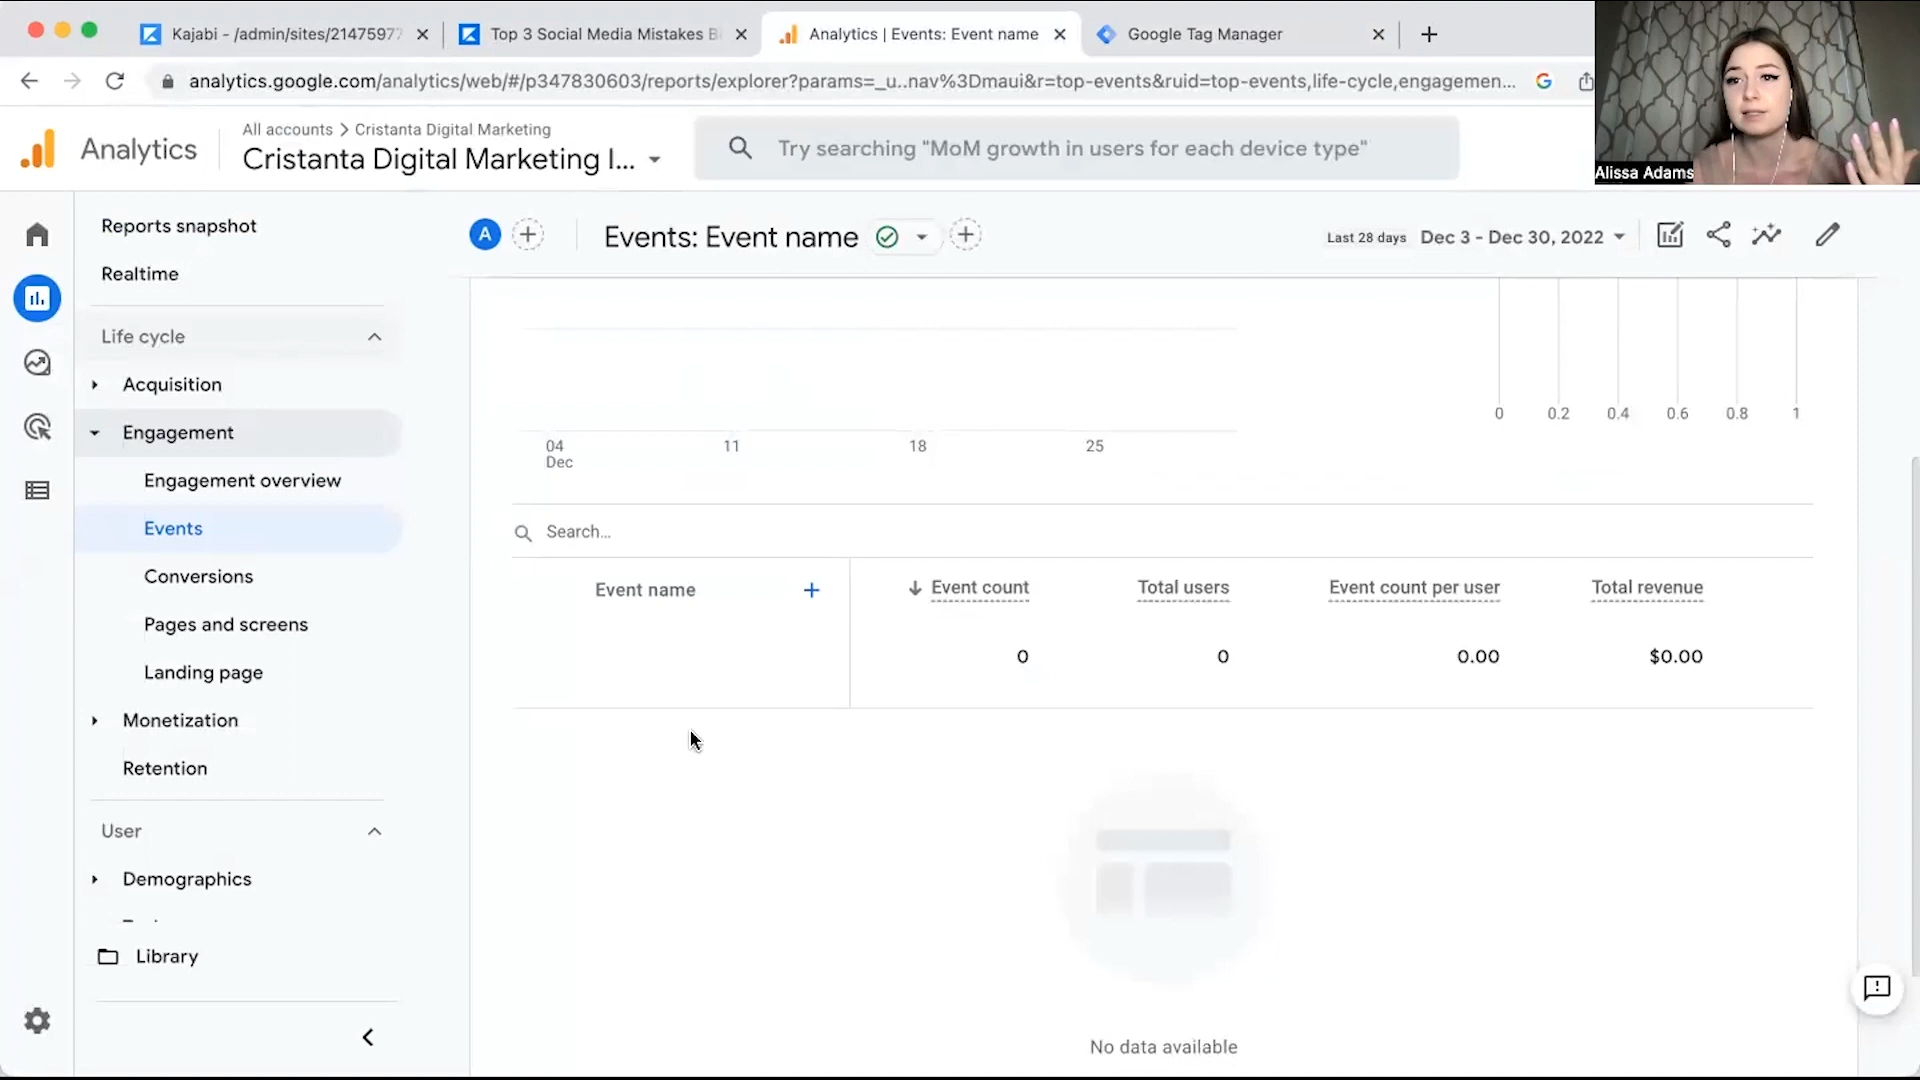 Kajabi - /admin/sites/21475977
Top 3 Social Media Mistakes B
Analytics | Events: Event name
Google Tag Manager
analytics.google.com/analytics/web/#/p347830603/reports/explorer?params=_u..nav%3Dmaui&r=top-events&ruid=top-events,life-cycle,engagemen...
G
Alissa Adams
Analytics
All accounts > Cristanta Digital Marketing
Cristanta Digital Marketing I...
Try searching "MoM growth in users for each device type"
Reports snapshot
Realtime
Life cycle
Acquisition
Engagement
Engagement overview
Events
Conversions
Pages and screens
Landing page
Monetization
Retention
User
Demographics
Library
A
Events: Event name
Last 28 days Dec 3 - Dec 30, 2022
0 0.2 0.4 0.6 0.8 1
04 11 18 25
Dec
Search...
Event name Event count Total users Event count per user Total revenue
0 0 0.00 $0.00
No data available